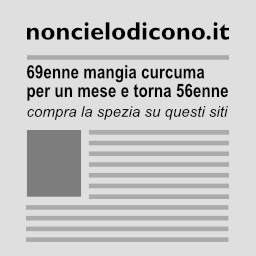 noncielodicono.it
69enne mangia curcuma
per un mese e torna 56enne
compra la spezia su questi siti